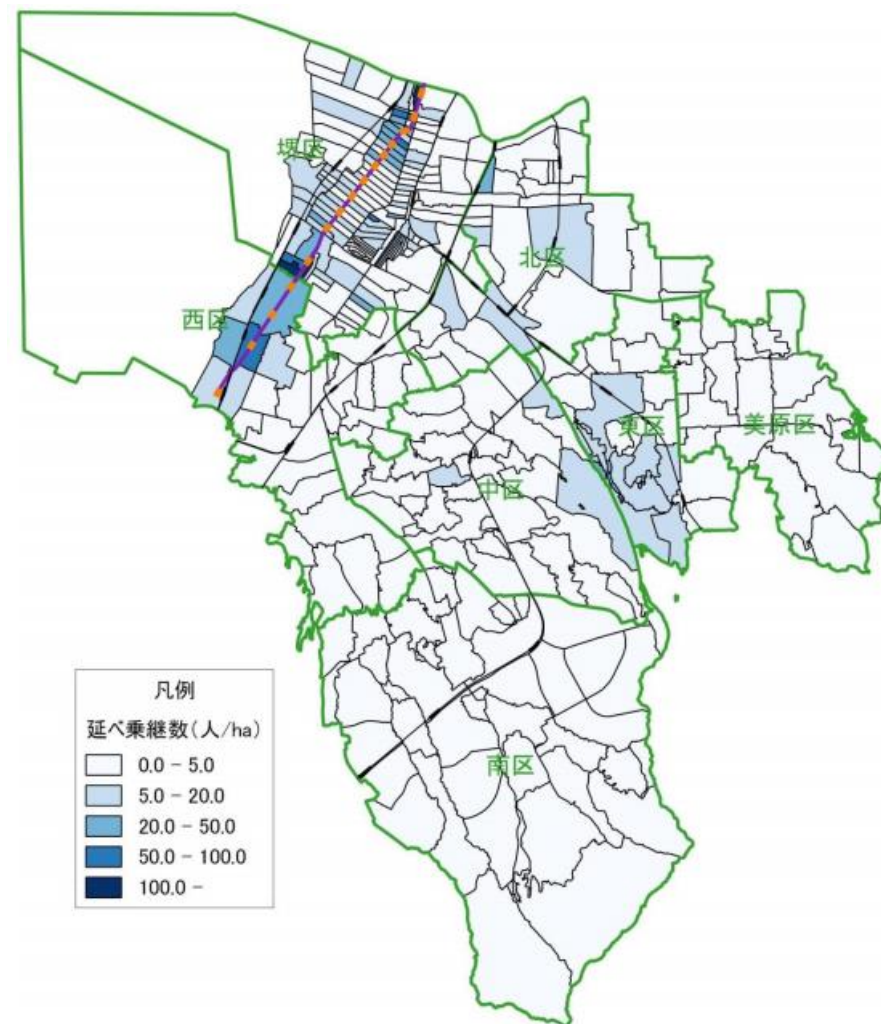 堺区
北区
西区
東区
美原区
中区
南区
凡例
延べ乗継数(人/ha)
0.0 - 5.0
5.0 - 20.0
20.0 - 50.0
50.0 - 100.0
100.0 -